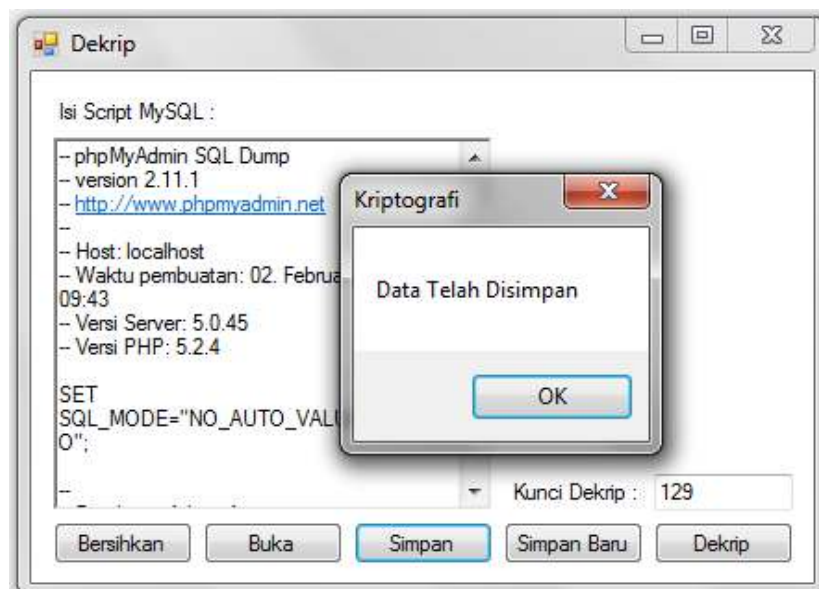 Dekrip
Isi Script MySQL :
-- phpMyAdmin SQL Dump
-- version 2.11.1
-- http://www.phpmyadmin.net
--
-- Host: localhost
-- Waktu pembuatan: 02.
09:43
-- Versi Server: 5.0.45
-- Versi PHP: 5.2.4
SET
SQL_MODE="NO_AUTO_
O";
--
Kriptografi
Data Telah Disimpan
OK
Kunci Dekrip : 129
Bersihkan Buka Simpan Simpan Baru Dekrip